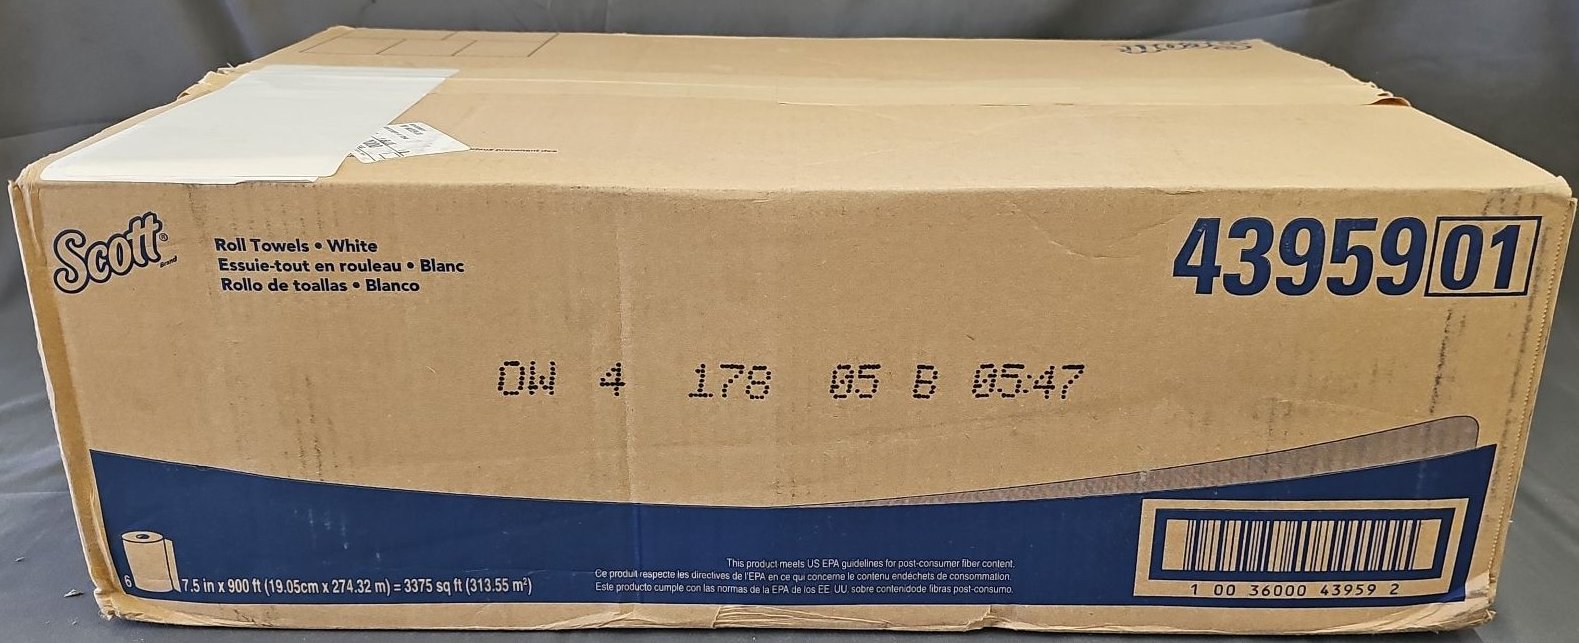 Scott®
Brand
Roll Towels • White
Essuie-tout en rouleau • Blanc
Rollo de toallas • Blanco
43959 01
OW 4 178 05 B 05:47
6
7.5 in x 900 ft (19.05cm x 274.32 m) = 3375 sq ft (313.55 m²)
This product meets US EPA guidelines for post-consumer fiber content.
Ce produit respecte les directives de l'EPA en ce qui concerne le contenu endéchets de consommation.
Este producto cumple con las normas de la EPA de los EE. UU. sobre contenidode fibras post-consumo.
1 00 36000 43959 2